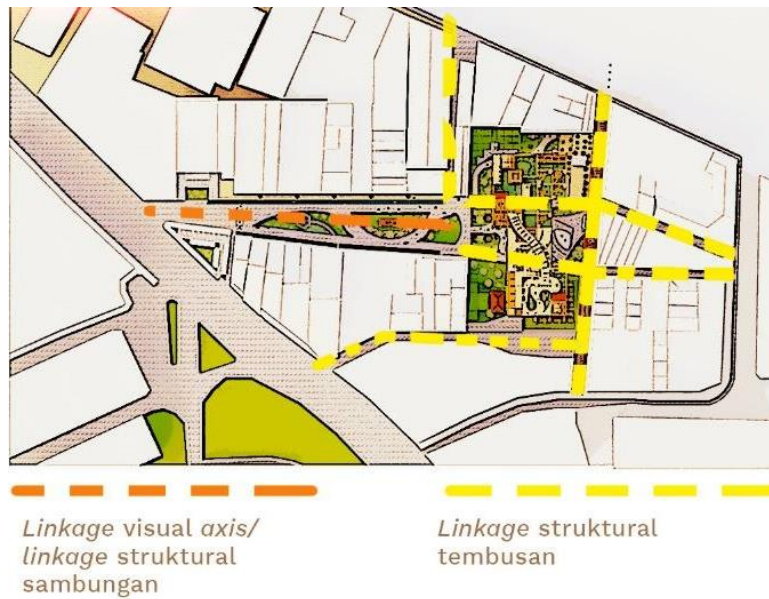 Linkage visual axis/
linkage struktural
sambungan
Linkage struktural
tembusan